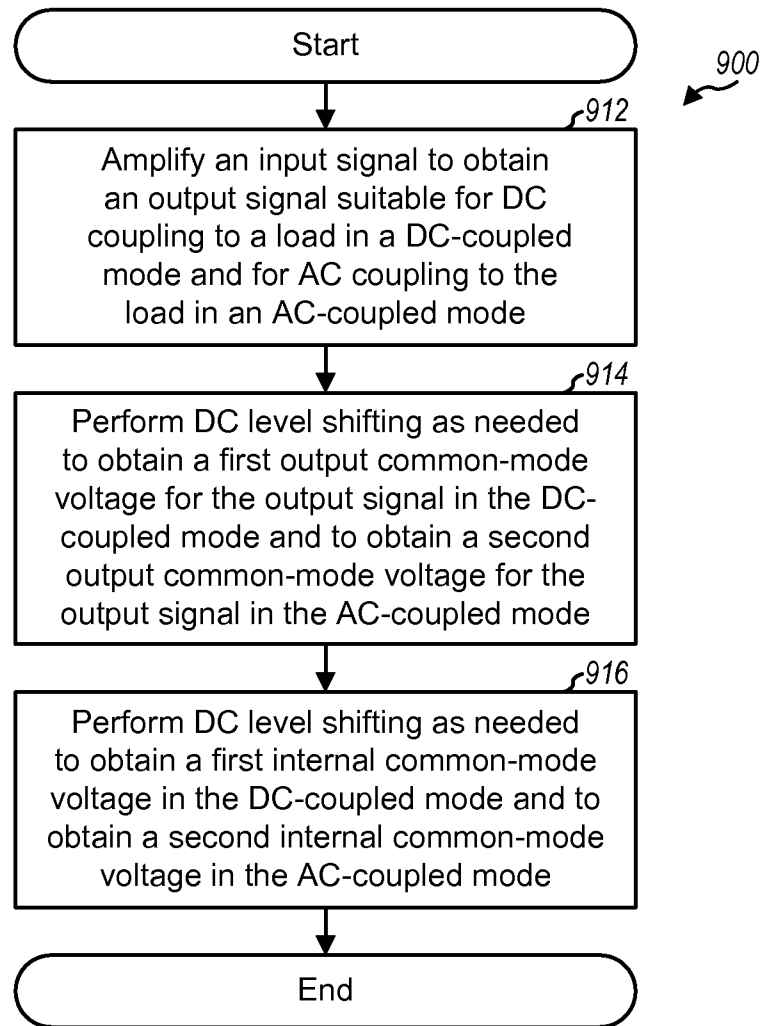 Start
900
912
Amplify an input signal to obtain
an output signal suitable for DC
coupling to a load in a DC-coupled
mode and for AC coupling to the
load in an AC-coupled mode
914
Perform DC level shifting as needed
to obtain a first output common-mode
voltage for the output signal in the DC-
coupled mode and to obtain a second
output common-mode voltage for the
output signal in the AC-coupled mode
916
Perform DC level shifting as needed
to obtain a first internal common-mode
voltage in the DC-coupled mode and to
obtain a second internal common-mode
voltage in the AC-coupled mode
End